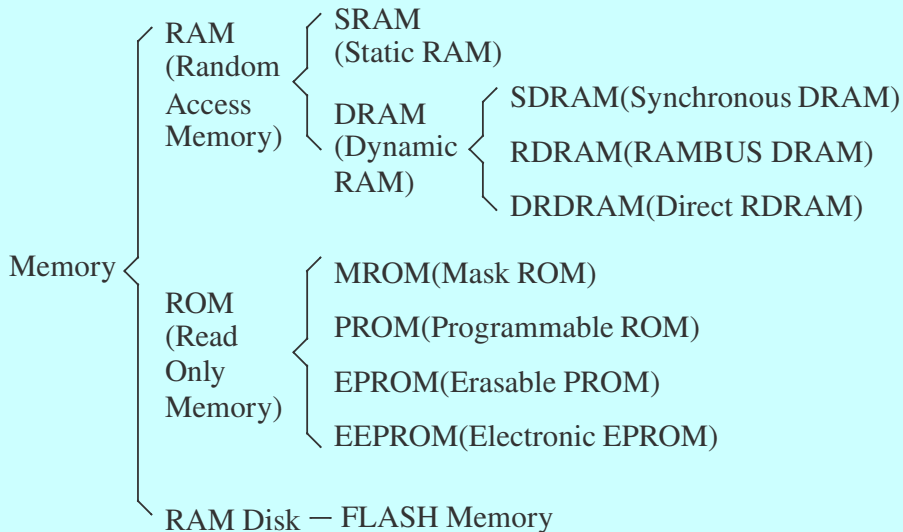 Memory
RAM
(Random
Access
Memory)
SRAM
(Static RAM)
DRAM
(Dynamic
RAM)
SDRAM(Synchronous DRAM)
RDRAM(RAMBUS DRAM)
DRDRAM(Direct RDRAM)
ROM
(Read
Only
Memory)
MROM(Mask ROM)
PROM(Programmable ROM)
EPROM(Erasable PROM)
EEPROM(Electronic EPROM)
RAM Disk — FLASH Memory